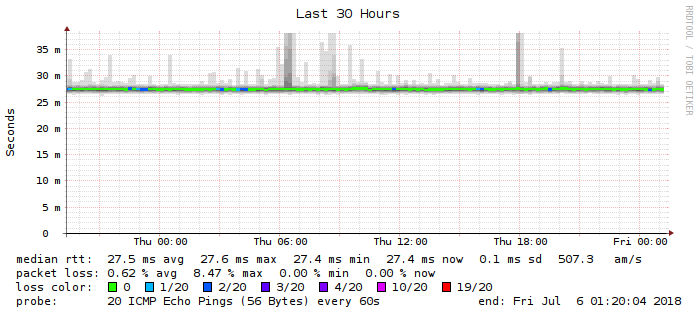 Last 30 Hours
RRDTOOL / TOBI OETIKER
Seconds
35 m
30 m
25 m
20 m
15 m
10 m
5 m
0
Thu 00:00 Thu 06:00 Thu 12:00 Thu 18:00 Fri 00:00
median rtt: 27.5 ms avg 27.6 ms max 27.4 ms min 27.4 ms now 0.1 ms sd 507.3 am/s
packet loss: 0.62 % avg 8.47 % max 0.00 % min 0.00 % now
loss color: 0 1/20 2/20 3/20 4/20 10/20 19/20
probe: 20 ICMP Echo Pings (56 Bytes) every 60s end: Fri Jul 6 01:20:04 2018